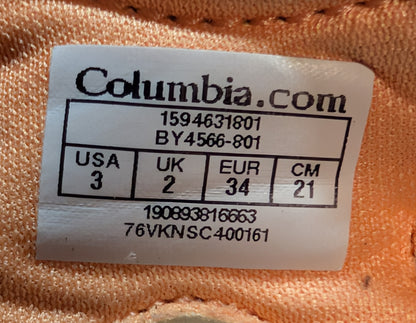 Columbia.com
1594631801
BY4566-801
USA UK EUR CM
3 2 34 21
190893816663
76VKNSC400161